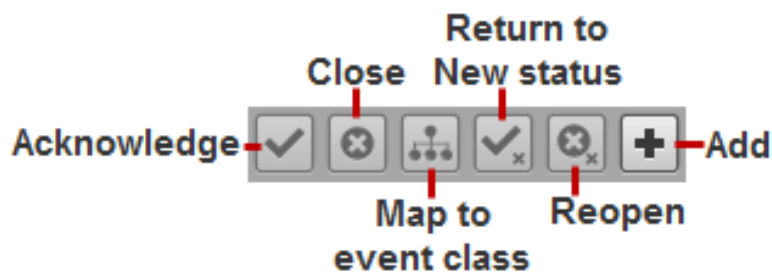 Return to
New status
Close
Acknowledge
Add
Map to
event class
Reopen